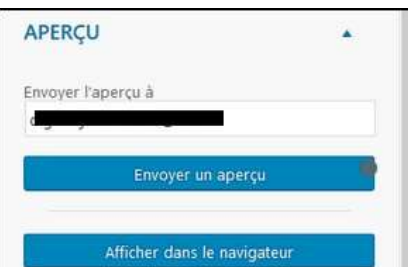 APERÇU
Envoyer l'aperçu à
Envoyer un aperçu
Afficher dans le navigateur